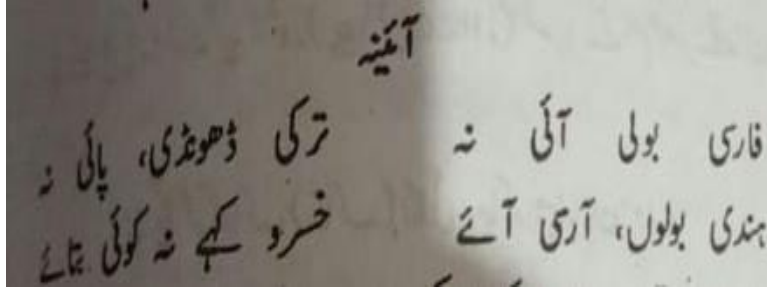 آئینہ
فارسی بولی آئی نہ ترکی ڈھونڈی، پائی نہ
ہندی بولوں، آرسی آئے خسرو کہے نہ کوئی بتائے